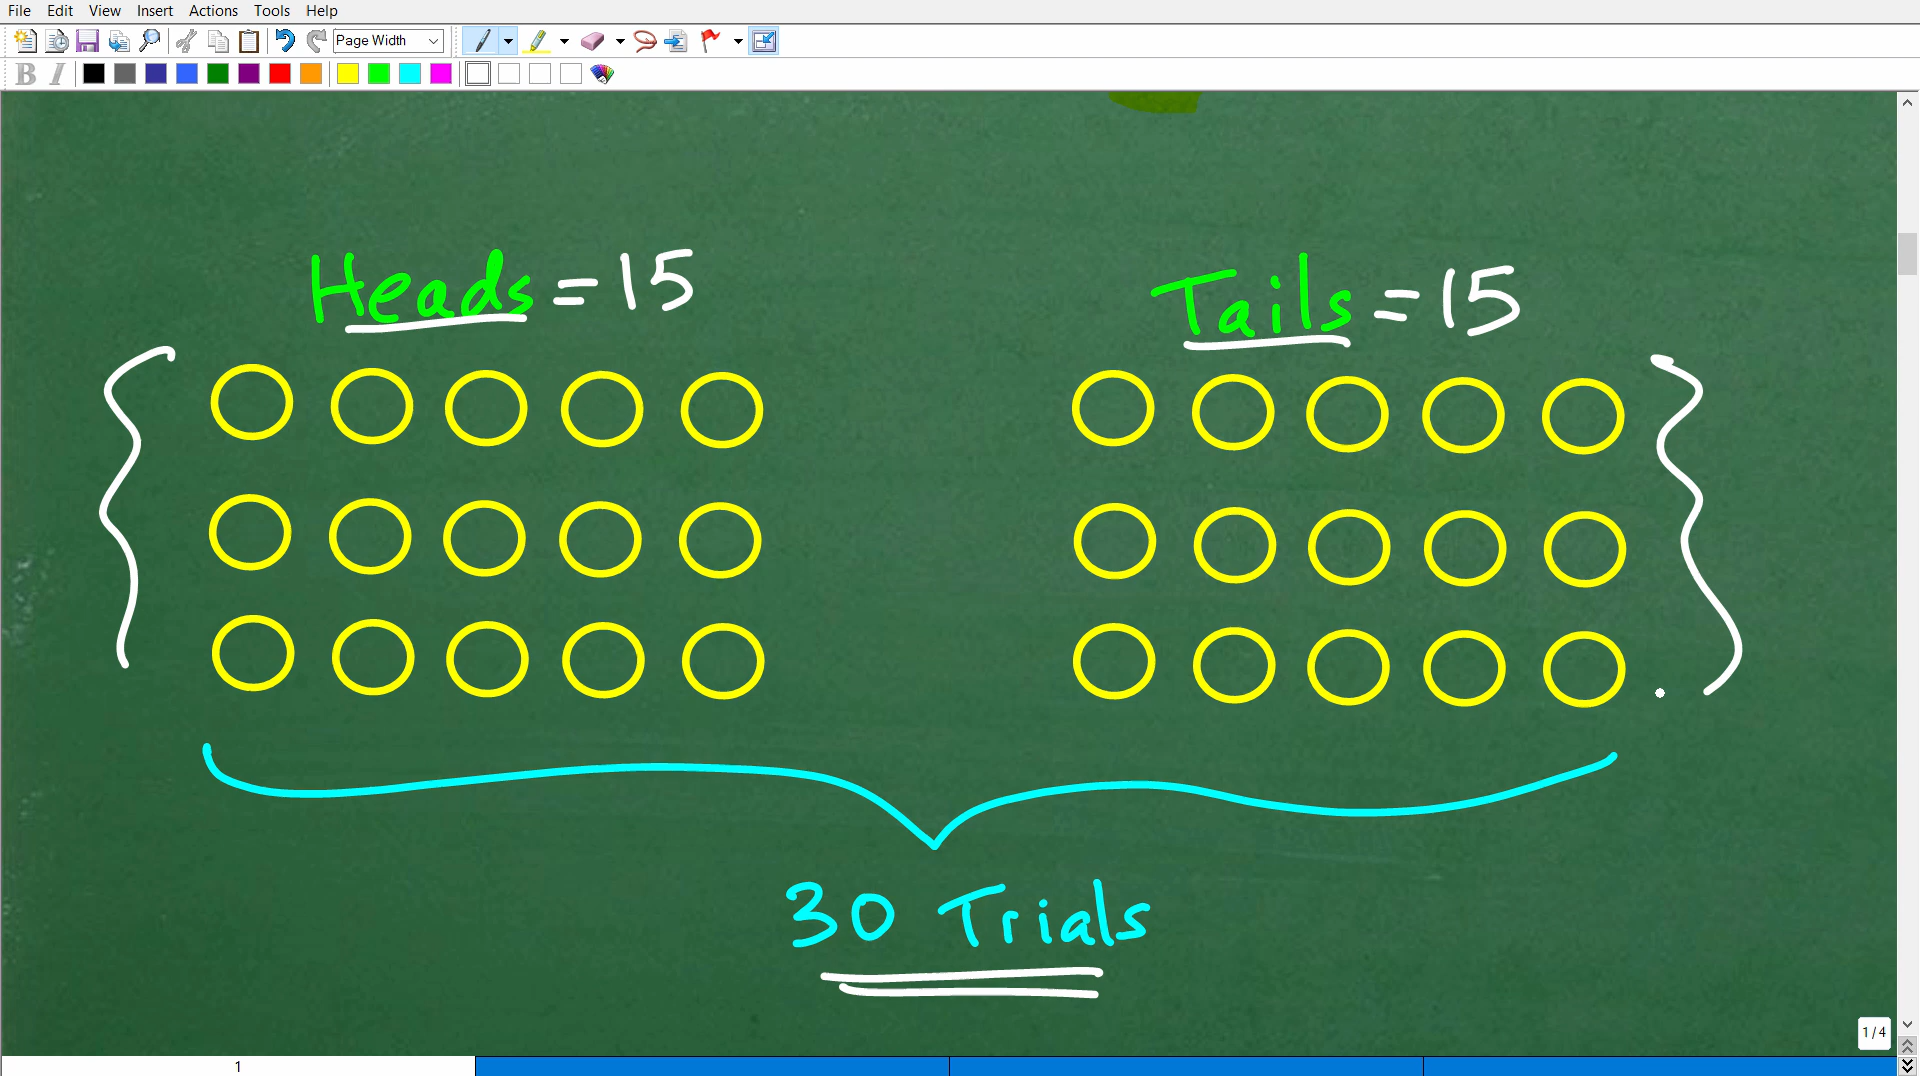 File Edit View Insert Actions Tools Help
Page Width
B I
Heads = 15
Tails = 15
30 Trials
1 / 4
1